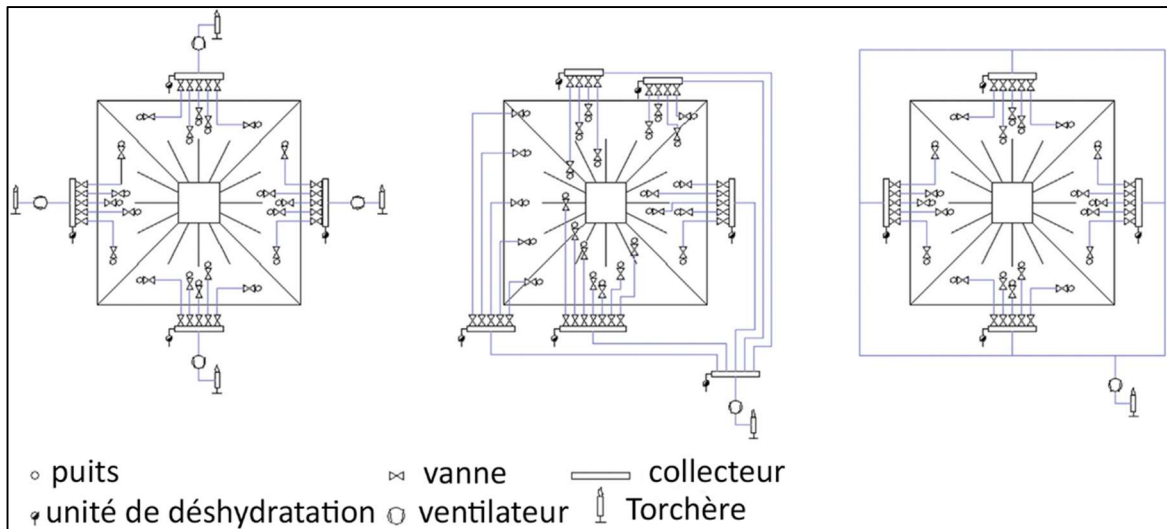 puits vanne collecteur
unité de déshydratation ventilateur Torchère